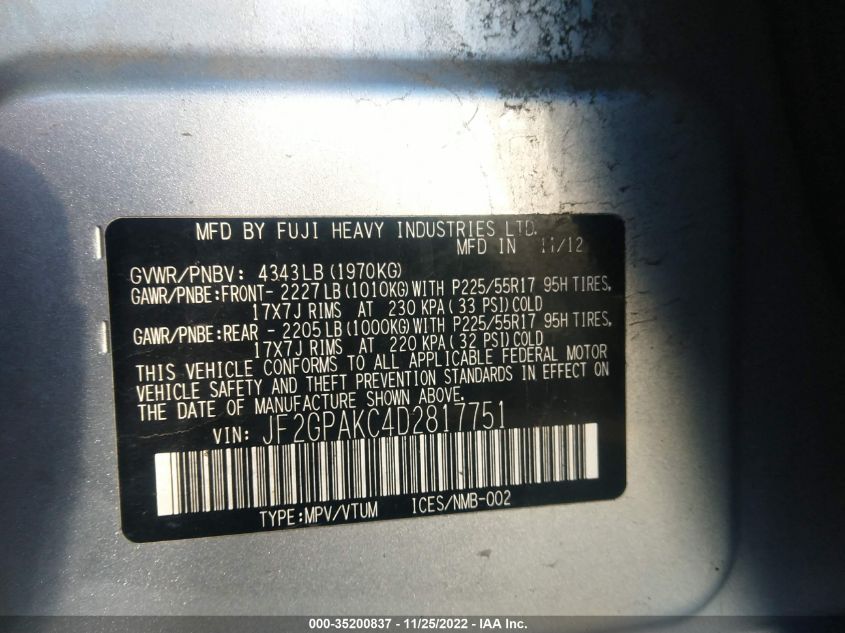 MFD BY FUJI HEAVY INDUSTRIES LTD.
MFD IN 11/12
GVWR/PNBV: 4343LB (1970KG)
GAWR/PNBE:FRONT- 2227LB (1010KG) WITH P225/55R17 95H TIRES,
17X7J RIMS AT 230 KPA (33 PSI) COLD
GAWR/PNBE:REAR - 2205LB (1000KG) WITH P225/55R17 95H TIRES,
17X7J RIMS AT 220 KPA (32 PSI) COLD
THIS VEHICLE CONFORMS TO ALL APPLICABLE FEDERAL MOTOR
VEHICLE SAFETY AND THEFT PREVENTION STANDARDS IN EFFECT ON
THE DATE OF MANUFACTURE SHOWN ABOVE.
VIN: JF2GPAKC4D2817751
TYPE:MPV/VTUM ICES/NMB-002
000-35200837 - 11/25/2022 - IAA Inc.